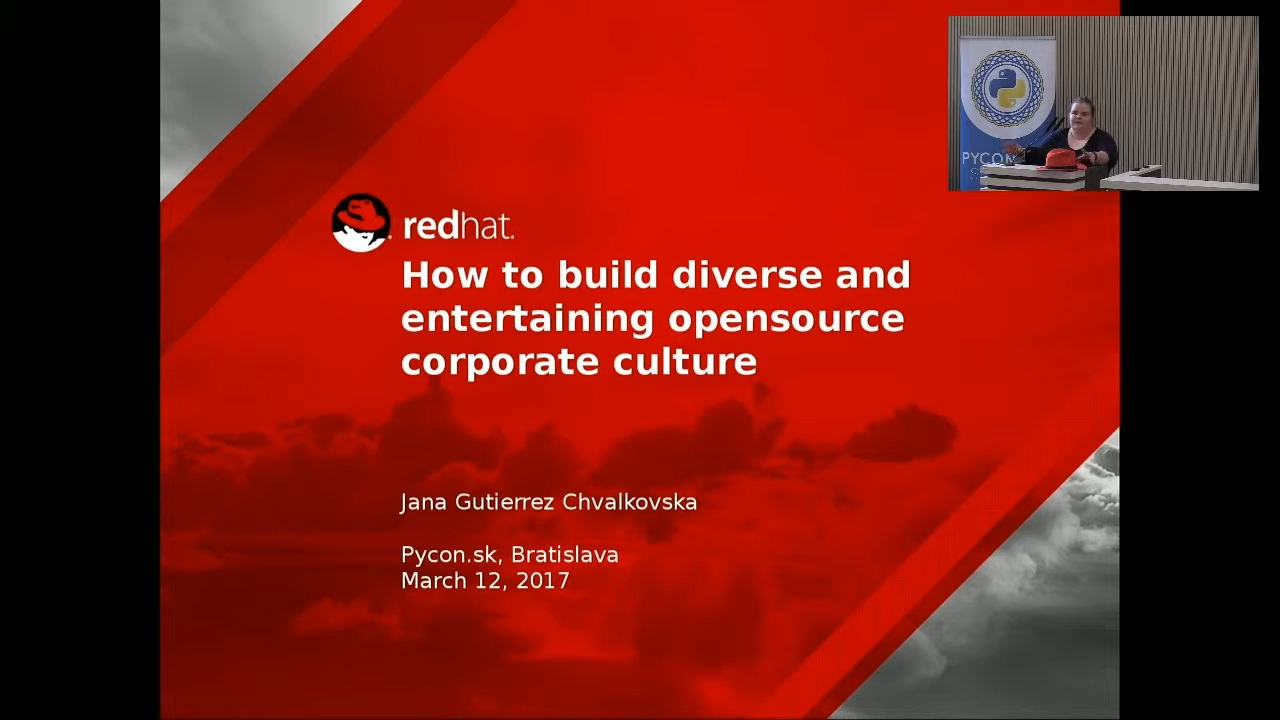 redhat.
How to build diverse and
entertaining opensource
corporate culture
Jana Gutierrez Chvalkovska
Pycon.sk, Bratislava
March 12, 2017
PYCON